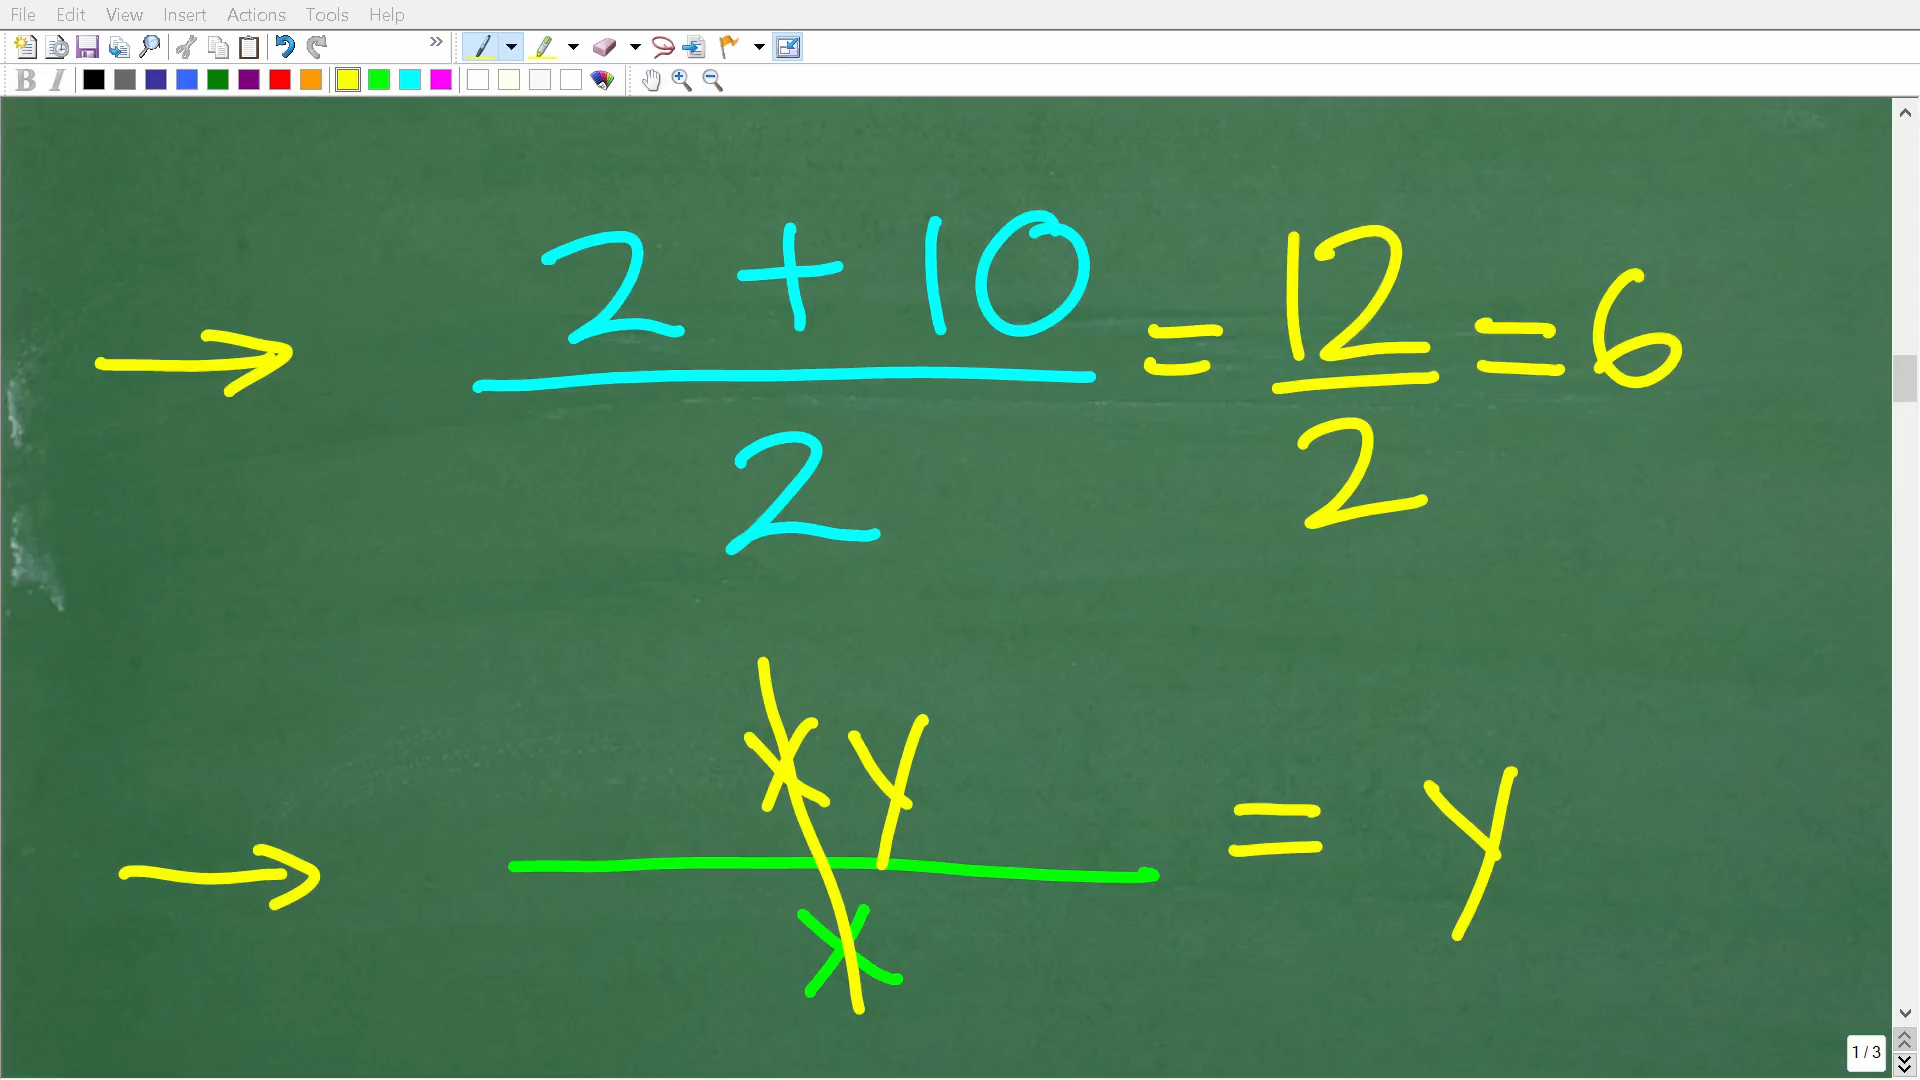 File Edit View Insert Actions Tools Help
B I
→ (2 + 10)/2 = 12/2 = 6
→ xy/x = y
1 / 3